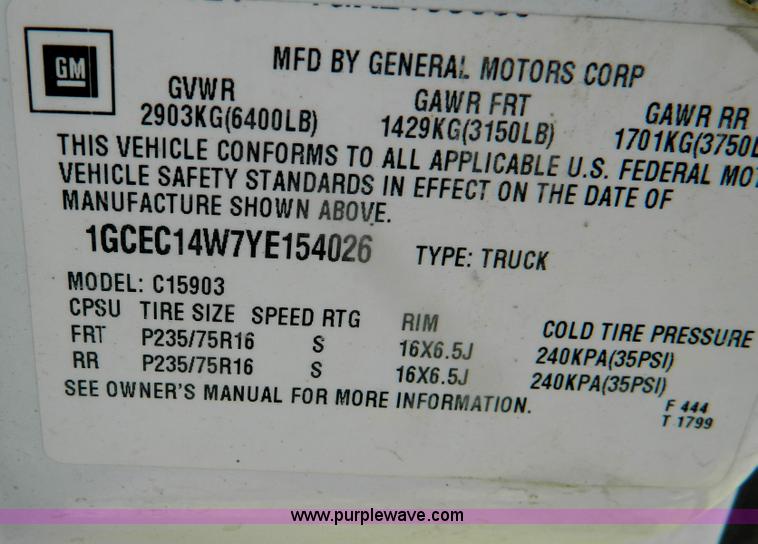 MFD BY GENERAL MOTORS CORP
GM
GVWR GAWR FRT GAWR RR
2903KG(6400LB) 1429KG(3150LB) 1701KG(3750L
THIS VEHICLE CONFORMS TO ALL APPLICABLE U.S. FEDERAL MOT
VEHICLE SAFETY STANDARDS IN EFFECT ON THE DATE OF
MANUFACTURE SHOWN ABOVE.
1GCEC14W7YE154026 TYPE: TRUCK
MODEL: C15903
CPSU TIRE SIZE SPEED RTG RIM COLD TIRE PRESSURE
FRT P235/75R16 S 16X6.5J 240KPA(35PSI)
RR P235/75R16 S 16X6.5J 240KPA(35PSI)
SEE OWNER'S MANUAL FOR MORE INFORMATION.
F 444
T 1799
www.purplewave.com